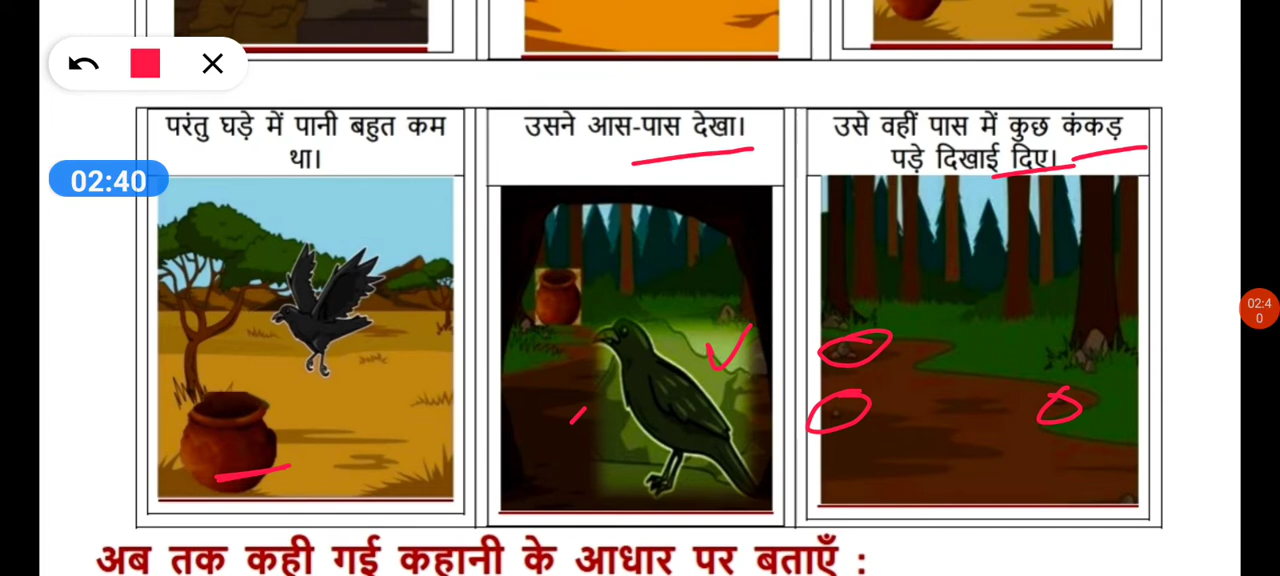 परंतु घड़े में पानी बहुत कम
था।
उसने आस-पास देखा।
उसे वहीं पास में कुछ कंकड़
पड़े दिखाई दिए।
02:40
02:4
0
अब तक कही गई कहानी के आधार पर बताएँ :